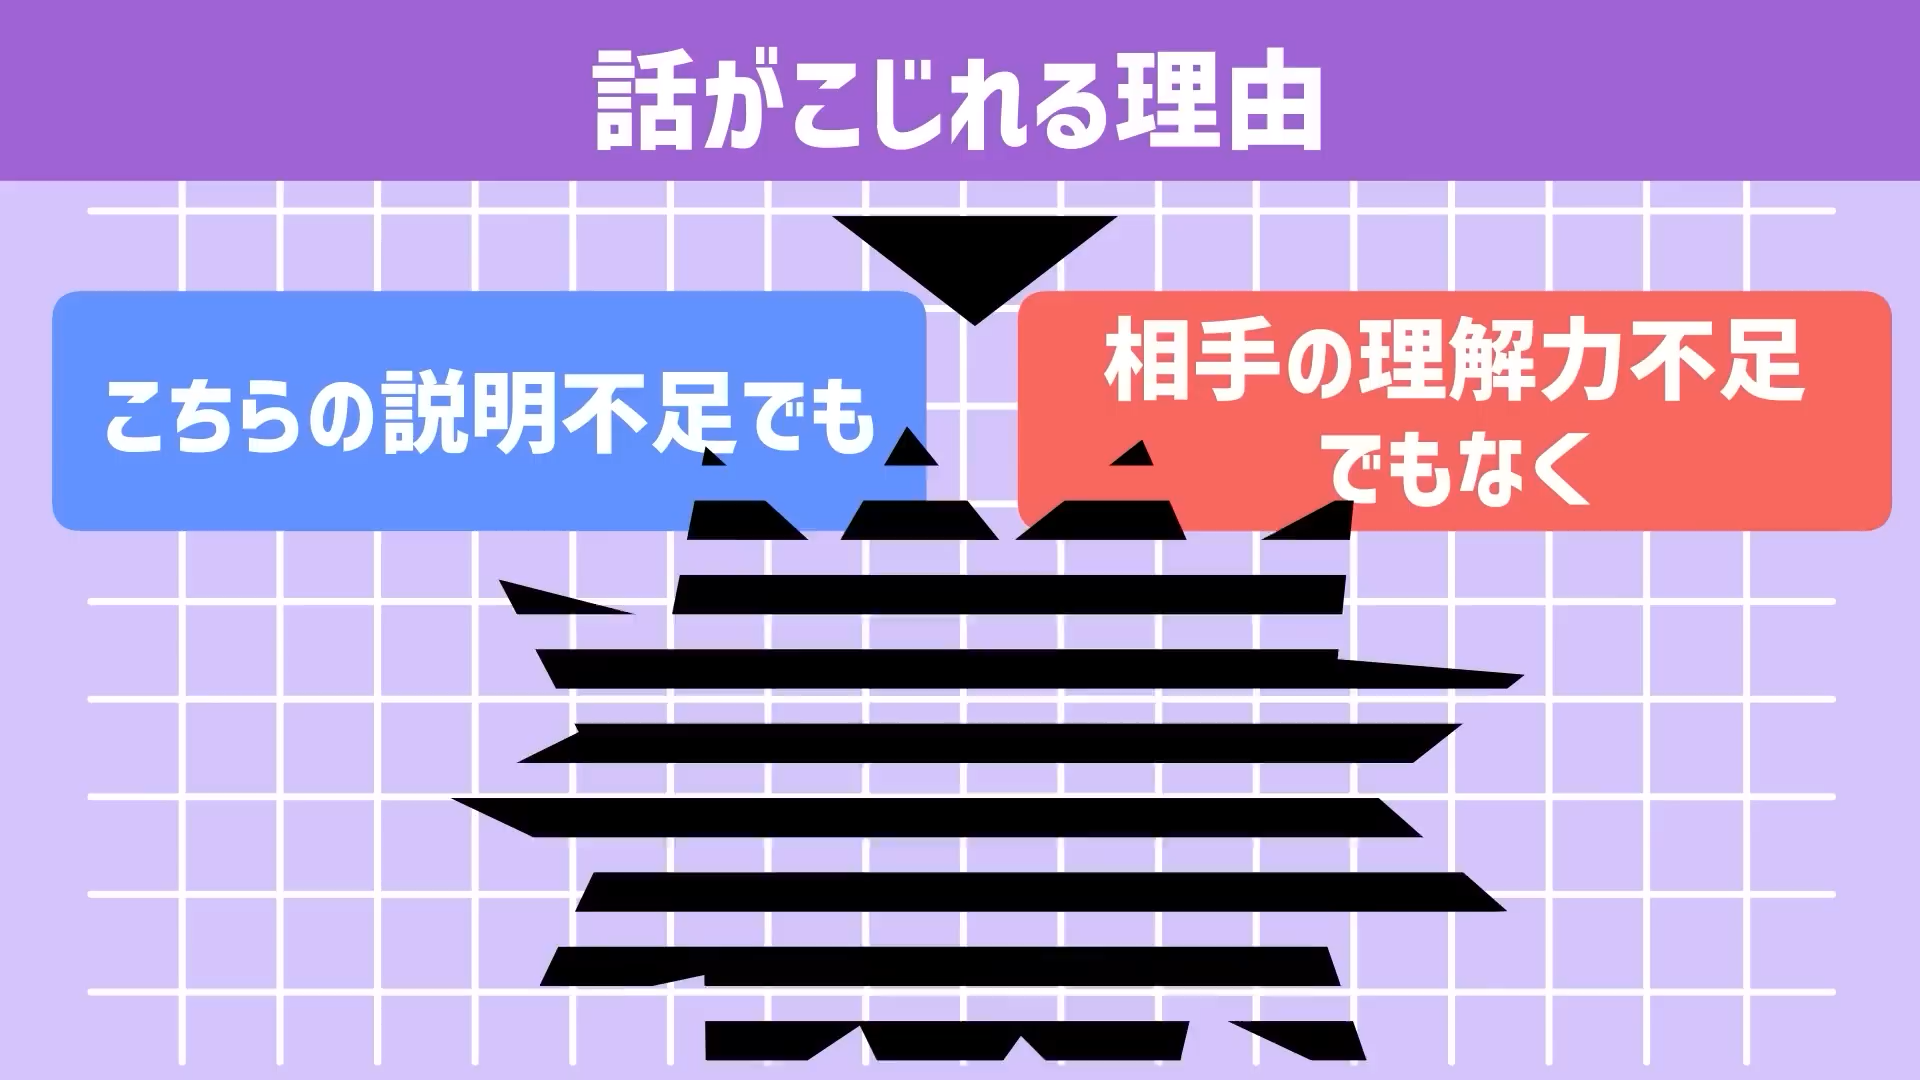 話がこじれる理由
こちらの説明不足でも
相手の理解力不足
でもなく